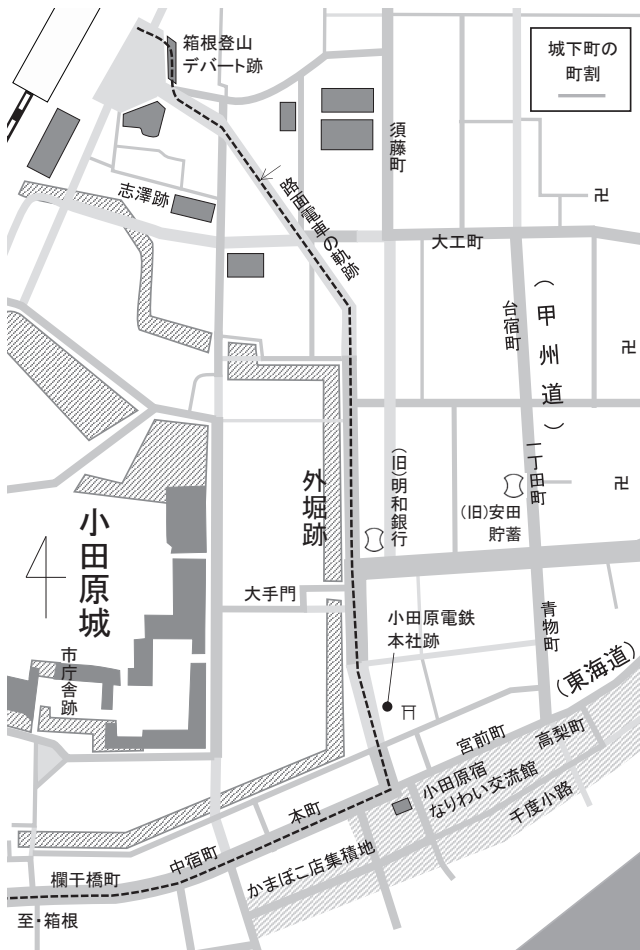 箱根登山
デパート跡
城下町の
町割
須藤町
志澤跡
路面電車の軌跡
大工町
卍
台宿町
(甲州道)
卍
外堀跡
(旧)明和銀行
一丁田町
(旧)安田
貯蓄
卍
小田原城
大手門
小田原電鉄
本社跡
青物町
市庁舎跡
(東海道)
宮前町
高梨町
小田原宿
なりわい交流館
千度小路
本町
中宿町
かまぼこ店集積地
欄干橋町
至・箱根